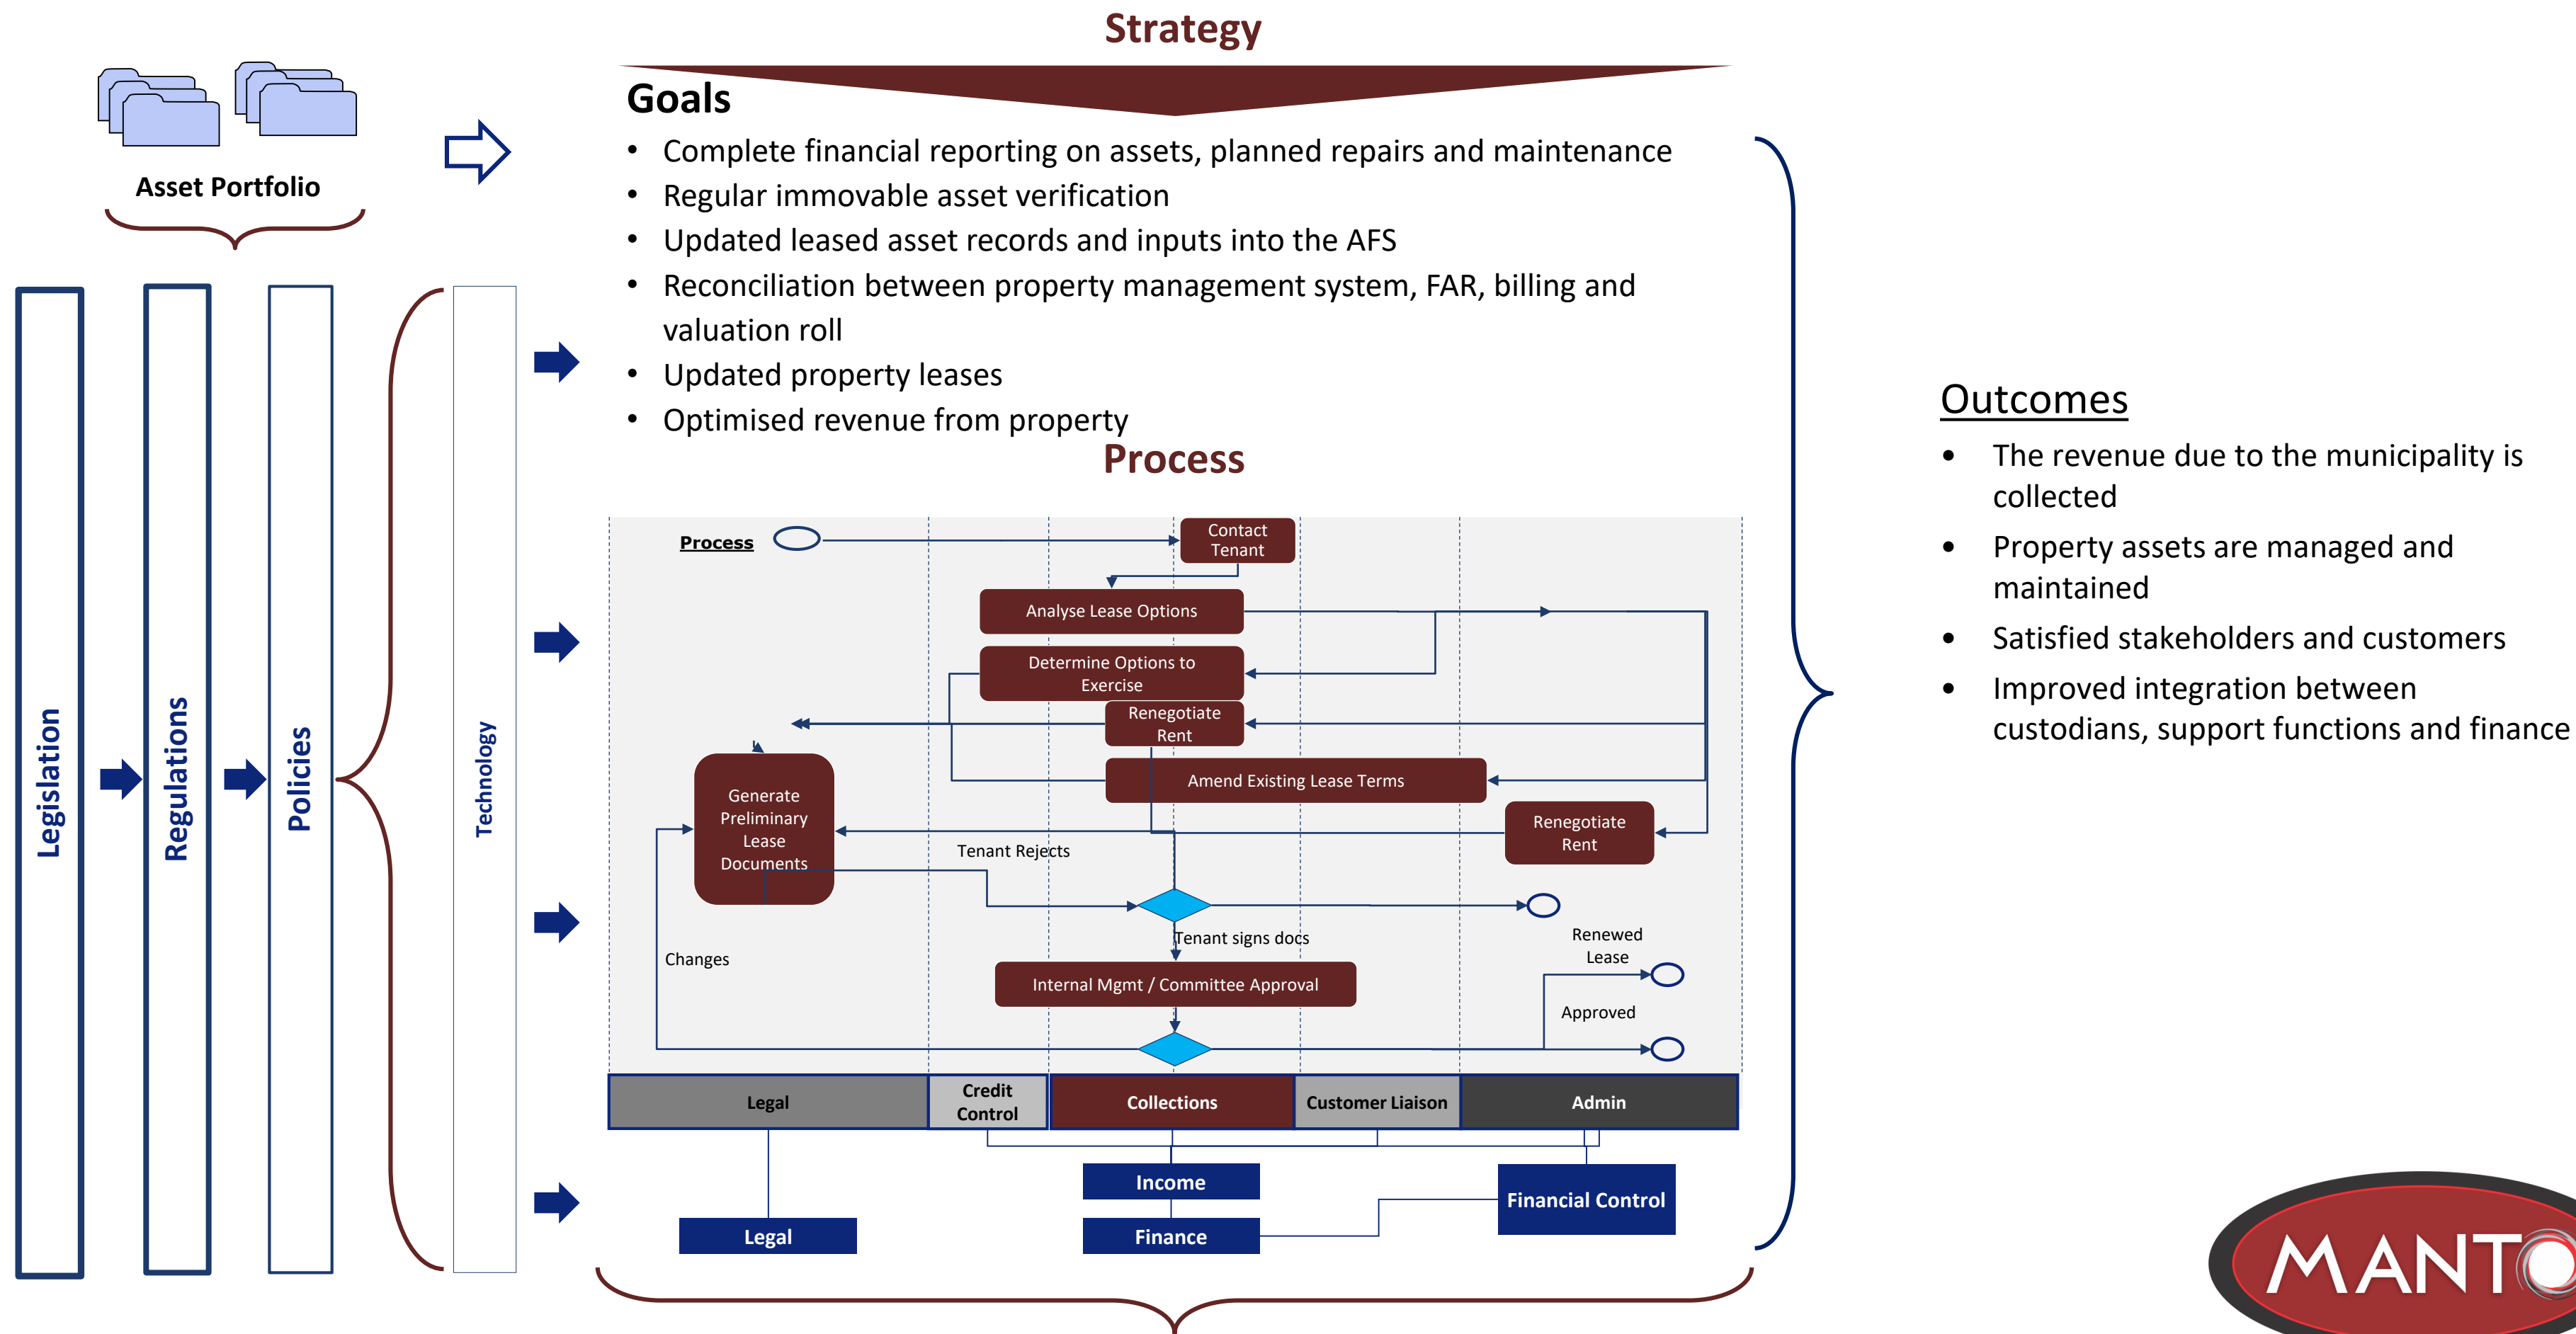 Strategy
Asset Portfolio
Goals
• Complete financial reporting on assets, planned repairs and maintenance
• Regular immovable asset verification
• Updated leased asset records and inputs into the AFS
• Reconciliation between property management system, FAR, billing and
valuation roll
• Updated property leases
• Optimised revenue from property
Legislation
Regulations
Policies
Technology
Process
Process
Contact
Tenant
Analyse Lease Options
Determine Options to
Exercise
Renegotiate
Rent
Amend Existing Lease Terms
Generate
Preliminary
Lease
Documents
Renegotiate
Rent
Tenant Rejects
Tenant signs docs
Renewed
Lease
Changes
Internal Mgmt / Committee Approval
Approved
Legal
Credit
Control
Collections
Customer Liaison
Admin
Income
Financial Control
Legal
Finance
Outcomes
• The revenue due to the municipality is
collected
• Property assets are managed and
maintained
• Satisfied stakeholders and customers
• Improved integration between
custodians, support functions and finance
MANTO